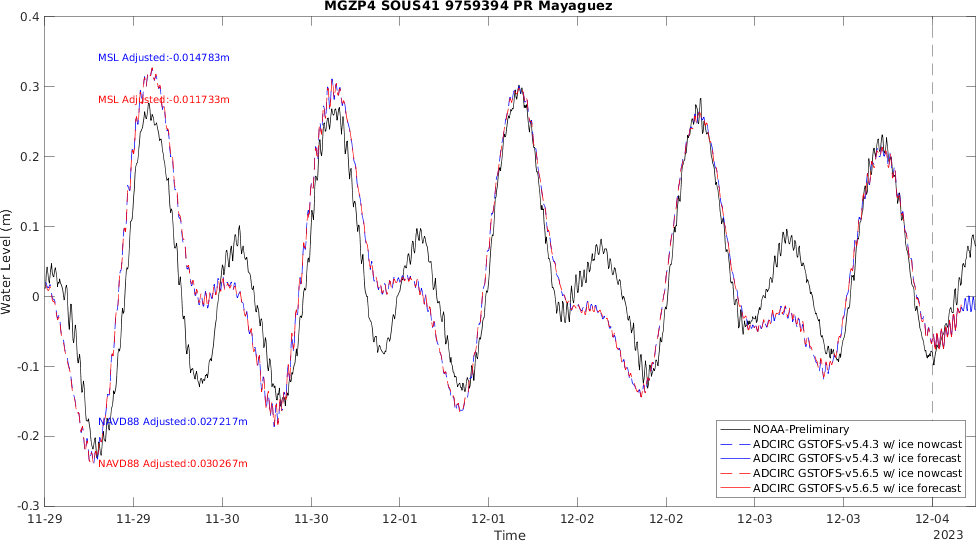 MGZP4 SOUS41 9759394 PR Mayaguez
0.4
0.3
0.2
0.1
0
-0.1
-0.2
-0.3
Water Level (m)
MSL Adjusted:-0.014783m
MSL Adjusted:-0.011733m
NAVD88 Adjusted:0.027217m
NAVD88 Adjusted:0.030267m
NOAA-Preliminary
ADCIRC GSTOFS-v5.4.3 w/ ice nowcast
ADCIRC GSTOFS-v5.4.3 w/ ice forecast
ADCIRC GSTOFS-v5.6.5 w/ ice nowcast
ADCIRC GSTOFS-v5.6.5 w/ ice forecast
11-29 11-29 11-30 11-30 12-01 12-01 12-02 12-02 12-03 12-03 12-04
2023
Time